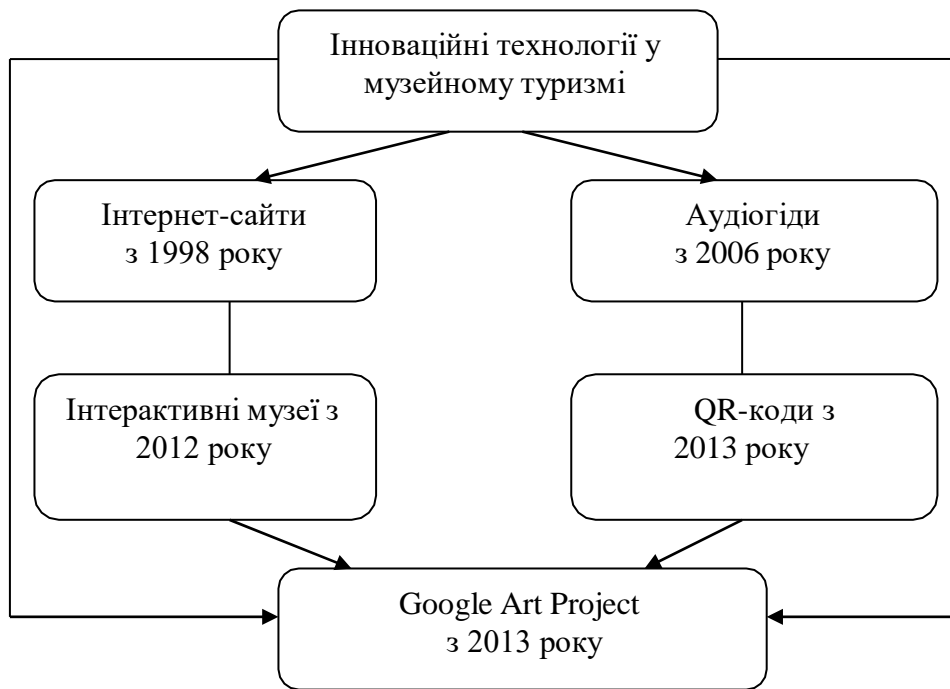 Інноваційні технології у
музейному туризмі
Інтернет-сайти
з 1998 року
Аудіогіди
з 2006 року
Інтерактивні музеї з
2012 року
QR-коди з
2013 року
Google Art Project
з 2013 року